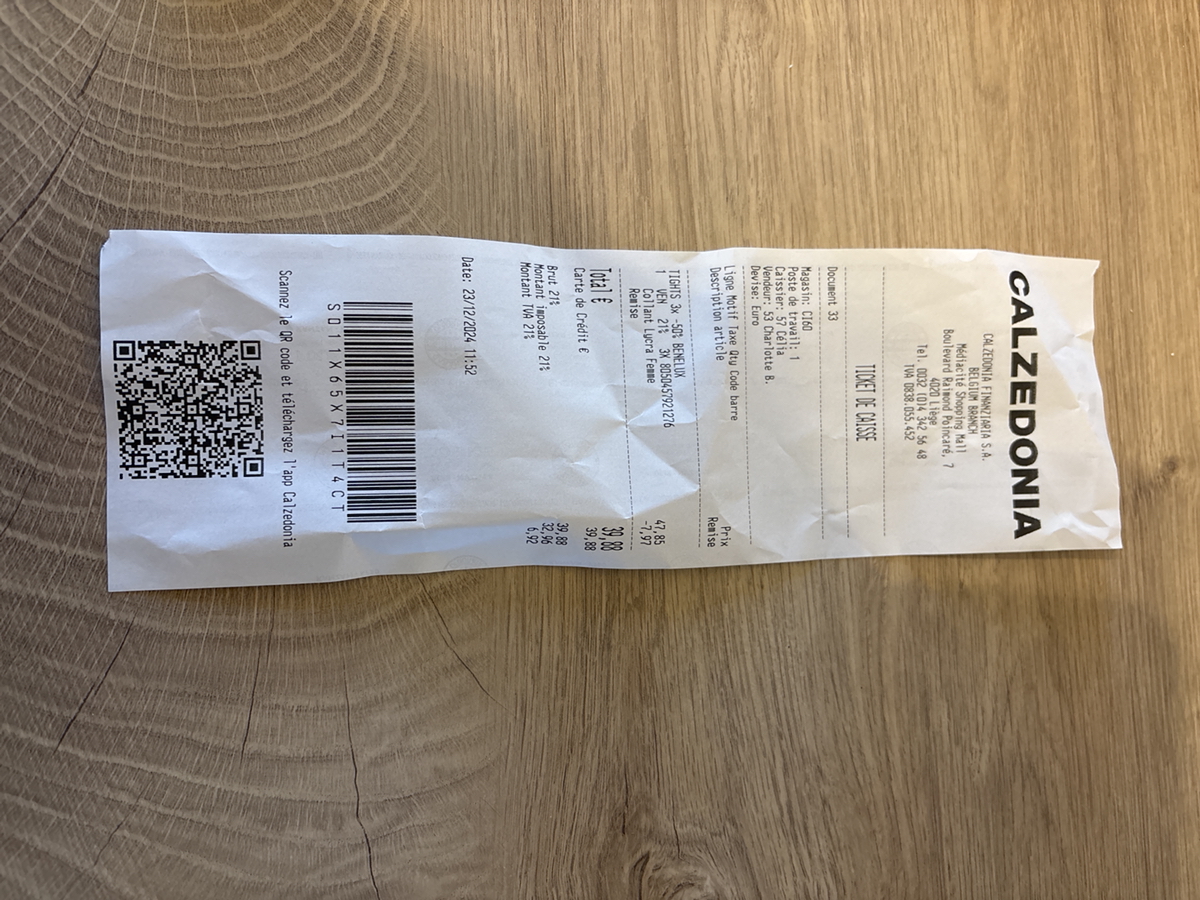 CALZEDONIA
CALZEDONIA FINANZIARIA S.A.
BELGIUM BRANCH
Médiacité Shopping Mall
Boulevard Raimond Poincaré, 7
4020 Liège
Tel. 0032 (0)4 342 56 48
TVA 0838.055.452
TICKET DE CAISSE
Document 33
Magasin: CI60
Poste de travail: 1
Caissier: 57 Célia
Vendeur: 53 Charlotte B.
Devise: Euro
Ligne Motif Taxe Qty Code barre Prix
Description article Remise
TIGHTS 3x -50% BENELUX
1 VEN 21% 3X 8050457921276 47,85
Collant Lycra Femme
Remise -7,97
Total € 39,88
Carte de Crédit € 39,88
Brut 21% 39,88
Montant imposable 21% 32,96
Montant TVA 21% 6,92
Date: 23/12/2024 11:52
S011X65X7I1T4CT
Scannez le QR code et téléchargez l'app Calzedonia